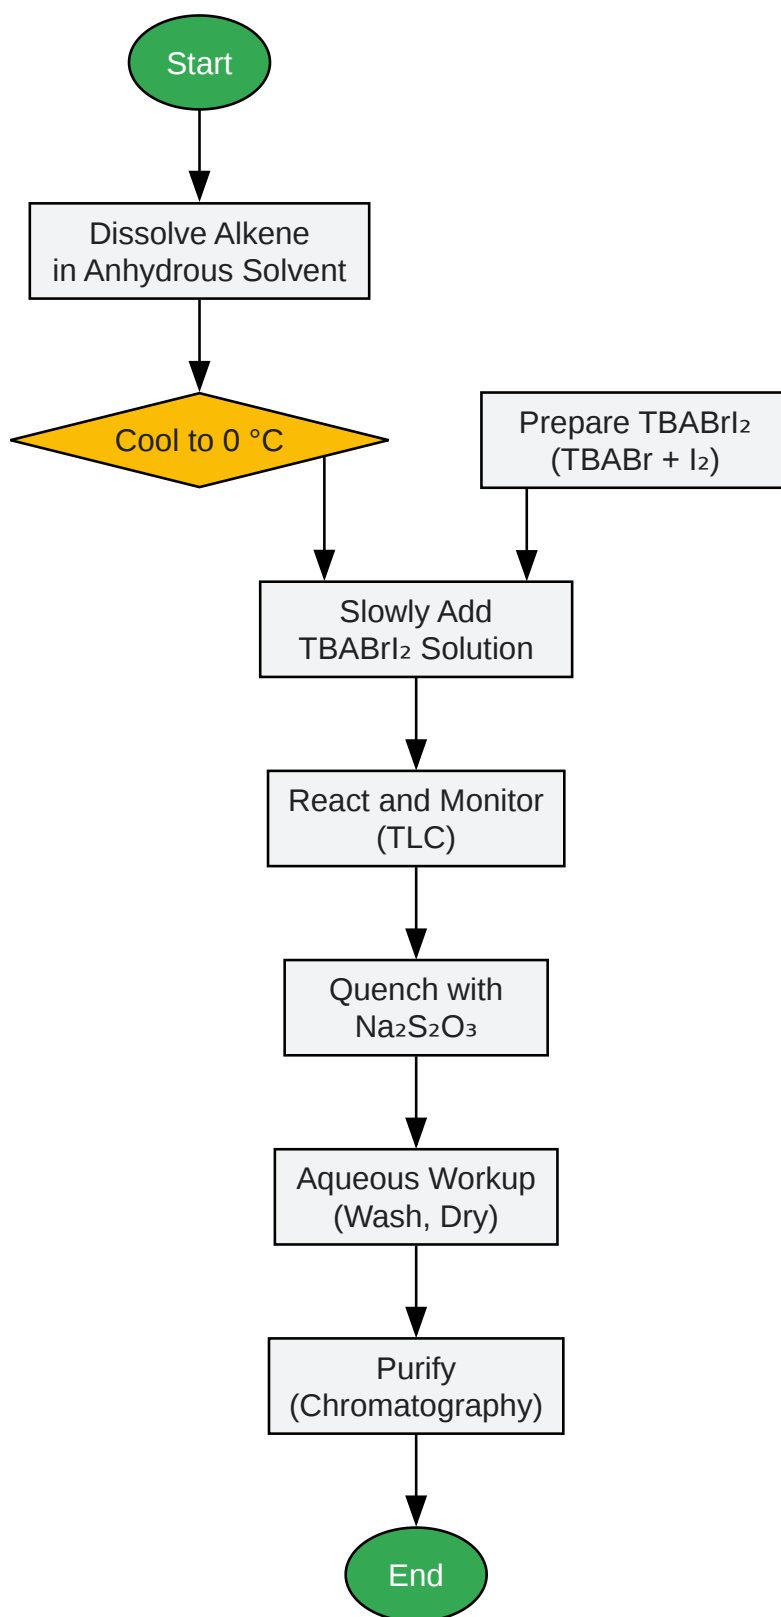 Start
Dissolve Alkene
in Anhydrous Solvent
Cool to 0 °C
Prepare TBABrI₂
(TBABr + I₂)
Slowly Add
TBABrI₂ Solution
React and Monitor
(TLC)
Quench with
Na₂S₂O₃
Aqueous Workup
(Wash, Dry)
Purify
(Chromatography)
End